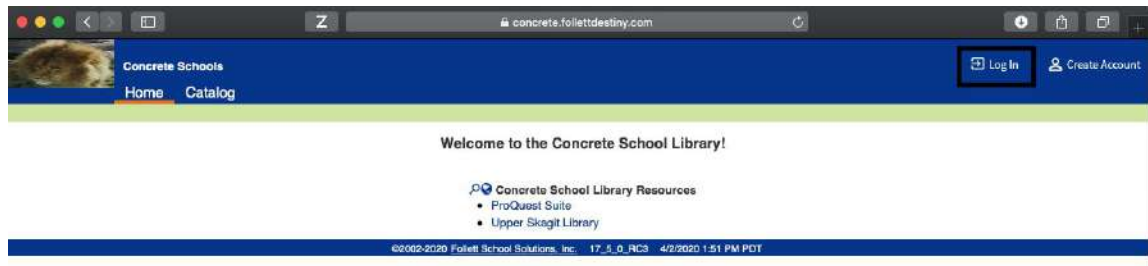 Z
concrete.follettdestiny.com
Concrete Schools
Log In
Create Account
Home Catalog
Welcome to the Concrete School Library!
Concrete School Library Resources
• ProQuest Suite
• Upper Skagit Library
©2002-2020 Follett School Solutions, Inc. 17_5_0_RC3 4/2/2020 1:51 PM PDT